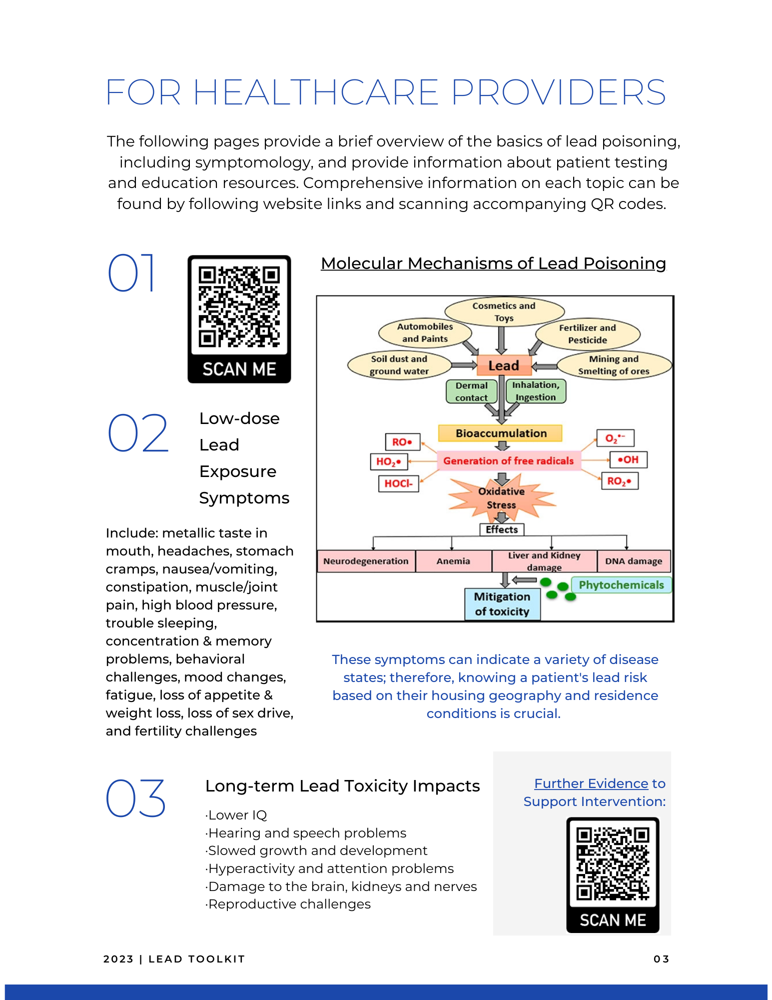 FOR HEALTHCARE PROVIDERS
The following pages provide a brief overview of the basics of lead poisoning,
including symptomology, and provide information about patient testing
and education resources. Comprehensive information on each topic can be
found by following website links and scanning accompanying QR codes.
01
SCAN ME
Molecular Mechanisms of Lead Poisoning
Cosmetics and
Toys
Automobiles
and Paints
Fertilizer and
Pesticide
Soil dust and
ground water
Lead
Mining and
Smelting of ores
Dermal
contact
Inhalation,
Ingestion
Bioaccumulation
RO•
HO₂•
HOCl-
Generation of free radicals
O₂•−
•OH
RO₂•
Oxidative
Stress
Effects
Neurodegeneration
Anemia
Liver and Kidney
damage
DNA damage
Phytochemicals
Mitigation
of toxicity
02
Low-dose
Lead
Exposure
Symptoms
Include: metallic taste in
mouth, headaches, stomach
cramps, nausea/vomiting,
constipation, muscle/joint
pain, high blood pressure,
trouble sleeping,
concentration & memory
problems, behavioral
challenges, mood changes,
fatigue, loss of appetite &
weight loss, loss of sex drive,
and fertility challenges
These symptoms can indicate a variety of disease
states; therefore, knowing a patient's lead risk
based on their housing geography and residence
conditions is crucial.
03
Long-term Lead Toxicity Impacts
·Lower IQ
·Hearing and speech problems
·Slowed growth and development
·Hyperactivity and attention problems
·Damage to the brain, kidneys and nerves
·Reproductive challenges
Further Evidence to
Support Intervention:
SCAN ME
2023 | LEAD TOOLKIT
03